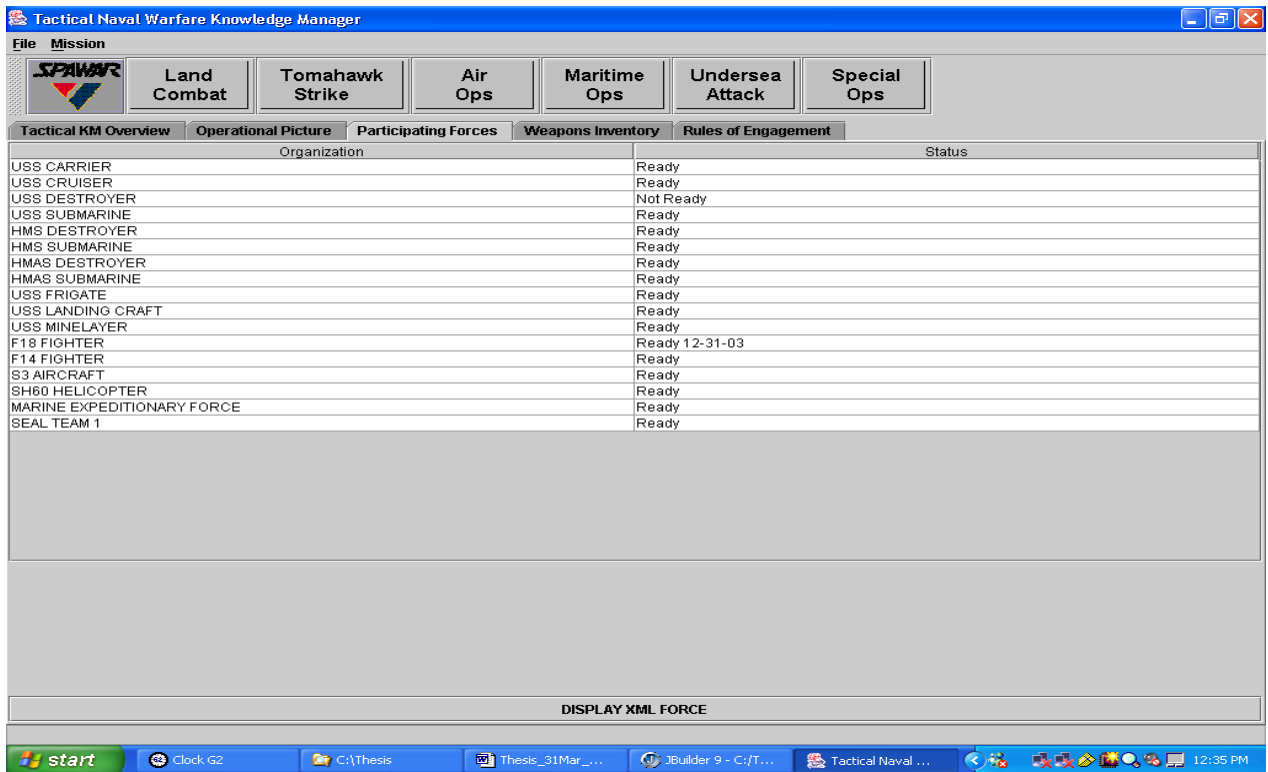 Tactical Naval Warfare Knowledge Manager
File Mission
SPAWAR
Land Combat
Tomahawk Strike
Air Ops
Maritime Ops
Undersea Attack
Special Ops
Tactical KM Overview Operational Picture Participating Forces Weapons Inventory Rules of Engagement
Organization Status
USS CARRIER Ready
USS CRUISER Ready
USS DESTROYER Not Ready
USS SUBMARINE Ready
HMS DESTROYER Ready
HMS SUBMARINE Ready
HMAS DESTROYER Ready
HMAS SUBMARINE Ready
USS FRIGATE Ready
USS LANDING CRAFT Ready
USS MINELAYER Ready
F18 FIGHTER Ready 12-31-03
F14 FIGHTER Ready
S3 AIRCRAFT Ready
SH60 HELICOPTER Ready
MARINE EXPEDITIONARY FORCE Ready
SEAL TEAM 1 Ready
DISPLAY XML FORCE
start Clock G2 C:\Thesis Thesis_31Mar_... JBuilder 9 - C:/T... Tactical Naval ... 12:35 PM